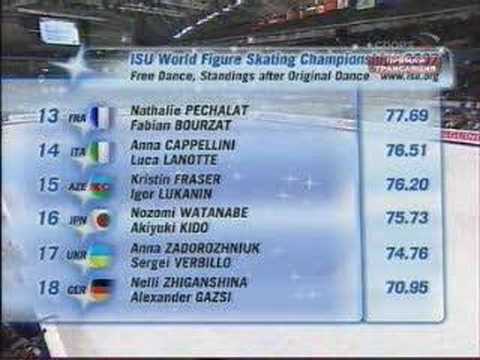 ISU World Figure Skating Championships 2007
Free Dance, Standings after Original Dance www.isu.org
ПРЯМАЯ
ТРАНСЛЯЦИЯ
13 FRA Nathalie PECHALAT
Fabian BOURZAT 77.69
14 ITA Anna CAPPELLINI
Luca LANOTTE 76.51
15 AZE Kristin FRASER
Igor LUKANIN 76.20
16 JPN Nozomi WATANABE
Akiyuki KIDO 75.73
17 UKR Anna ZADOROZHNIUK
Sergei VERBILLO 74.76
18 GER Nelli ZHIGANSHINA
Alexander GAZSI 70.95